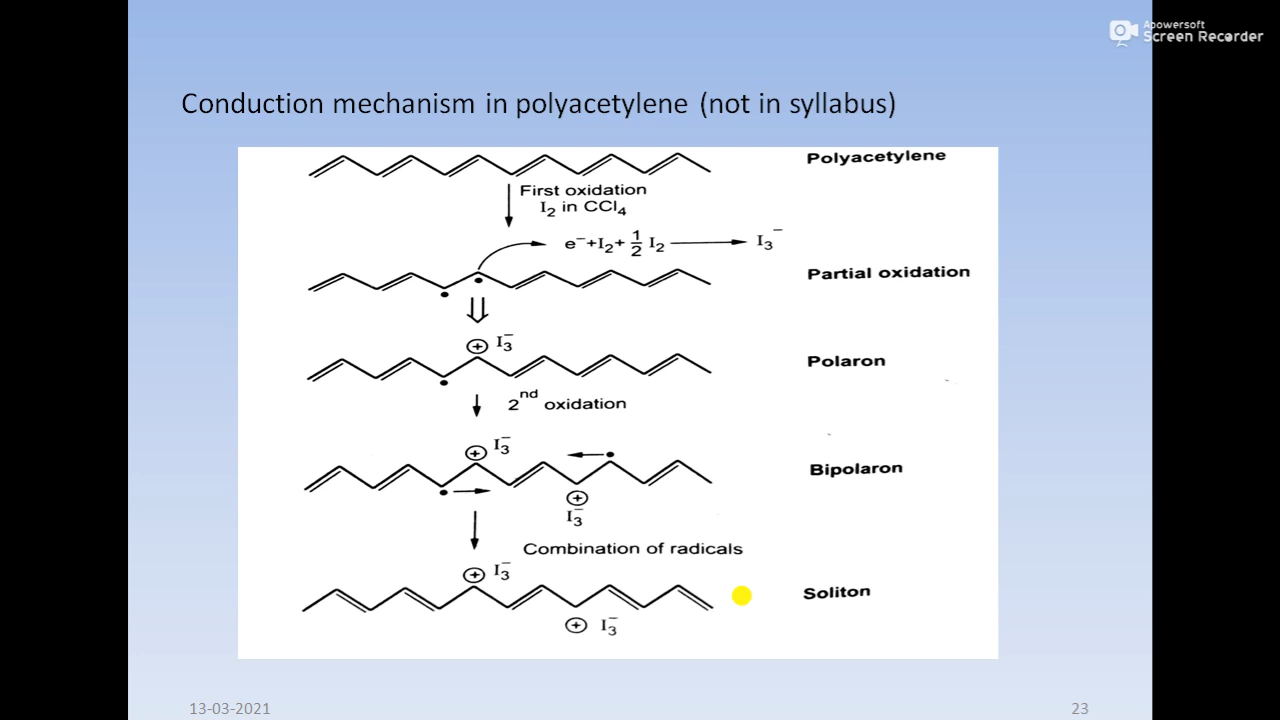 Apowersoft
Screen Recorder
Conduction mechanism in polyacetylene (not in syllabus)
Polyacetylene
First oxidation
I₂ in CCl₄
e⁻+I₂+ 1/2 I₂ → I₃⁻
Partial oxidation
⊕ I₃⁻
Polaron
2nd oxidation
⊕ I₃⁻
Bipolaron
⊕
I₃⁻
Combination of radicals
⊕ I₃⁻
Soliton
⊕ I₃⁻
13-03-2021
23